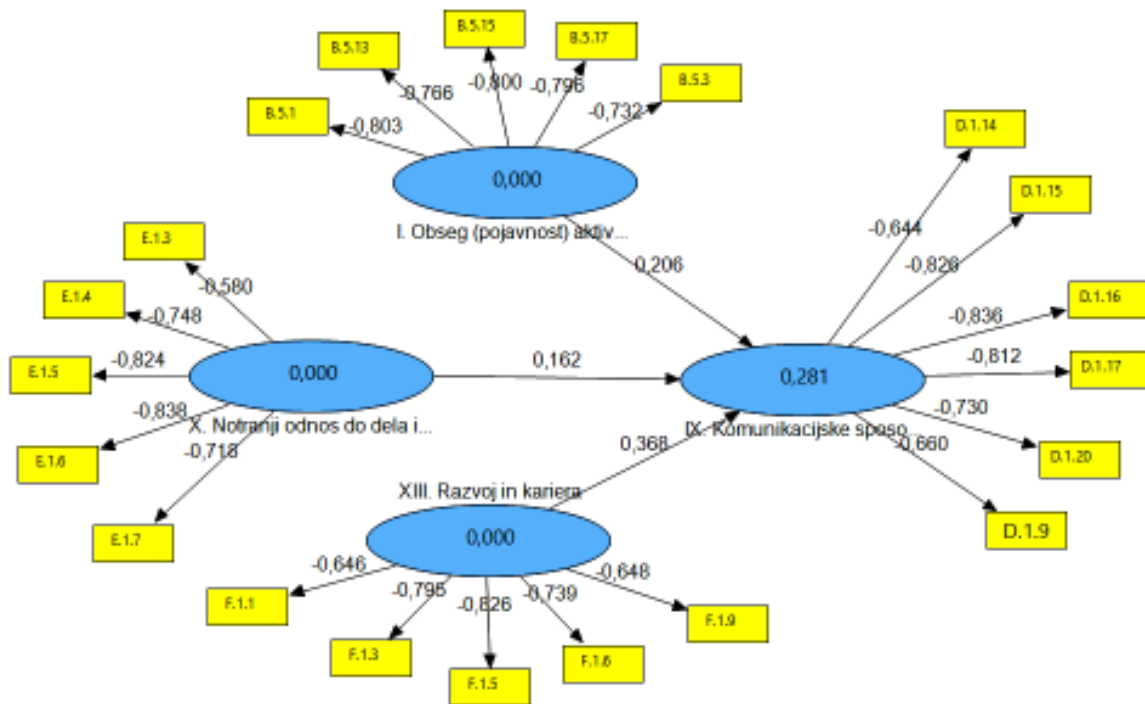 B.5.15
B.5.13
B.5.17
B.5.3
B.5.1
-0,800
-0,796
-0,766
-0,732
-0,803
D.1.14
0,000
D.1.15
I. Obseg (pojavnost) aktiv...
-0,644
E.1.3
0,206
-0,826
-0,580
E.1.4
D.1.16
-0,748
-0,836
E.1.5
-0,824
0,000
0,162
0,281
-0,812
D.1.17
-0,838
-0,730
X. Notranji odnos do dela i...
IX. Komunikacijske sposo...
0,368
-0,718
-0,660
E.1.6
D.1.20
XIII. Razvoj in kariera
E.1.7
0,000
D.1.9
-0,646
-0,795
-0,826
-0,739
-0,648
F.1.1
F.1.9
F.1.3
F.1.6
F.1.5